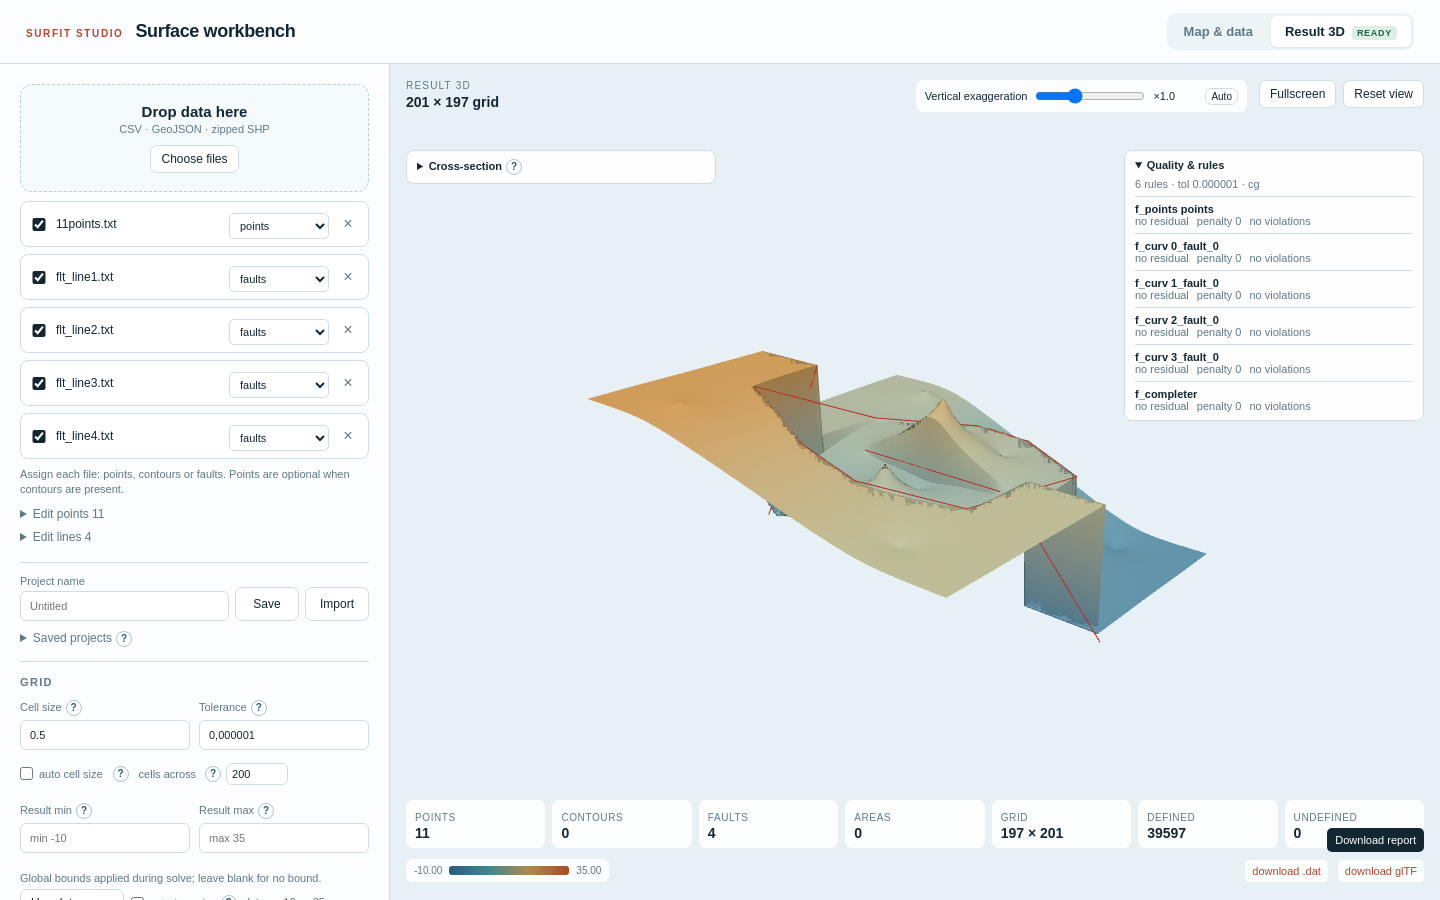 SURFIT STUDIO Surface workbench
Map & data
Result 3D READY
Drop data here
CSV · GeoJSON · zipped SHP
Choose files
11points.txt points ×
flt_line1.txt faults ×
flt_line2.txt faults ×
flt_line3.txt faults ×
flt_line4.txt faults ×
Assign each file: points, contours or faults. Points are optional when
contours are present.
Edit points 11
Edit lines 4
Project name
Untitled Save Import
Saved projects ?
GRID
Cell size ? Tolerance ?
0.5 0,000001
auto cell size ? cells across ? 200
Result min ? Result max ?
min -10 max 35
Global bounds applied during solve; leave blank for no bound.
RESULT 3D
201 × 197 grid
Vertical exaggeration ×1.0 Auto
Fullscreen Reset view
Cross-section ?
Quality & rules
6 rules · tol 0.000001 · cg
f_points points
no residual penalty 0 no violations
f_curv 0_fault_0
no residual penalty 0 no violations
f_curv 1_fault_0
no residual penalty 0 no violations
f_curv 2_fault_0
no residual penalty 0 no violations
f_curv 3_fault_0
no residual penalty 0 no violations
f_completer
no residual penalty 0 no violations
POINTS CONTOURS FAULTS AREAS GRID DEFINED UNDEFINED
11 0 4 0 197 × 201 39597 0
Download report
-10.00 35.00
download .dat download glTF